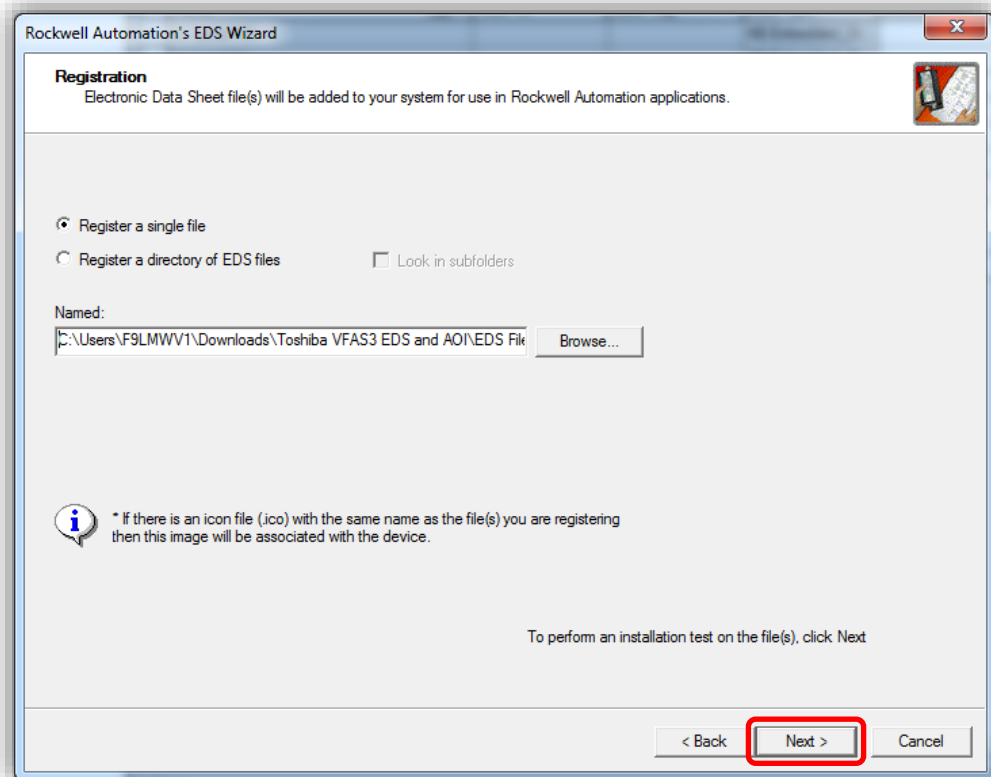 Rockwell Automation's EDS Wizard
Registration
Electronic Data Sheet file(s) will be added to your system for use in Rockwell Automation applications.
Register a single file
Register a directory of EDS files
Look in subfolders
Named:
C:\Users\F9LMWV1\Downloads\Toshiba VFAS3 EDS and AOI\EDS File
Browse...
* If there is an icon file (.ico) with the same name as the file(s) you are registering
then this image will be associated with the device.
To perform an installation test on the file(s), click Next
< Back
Next >
Cancel